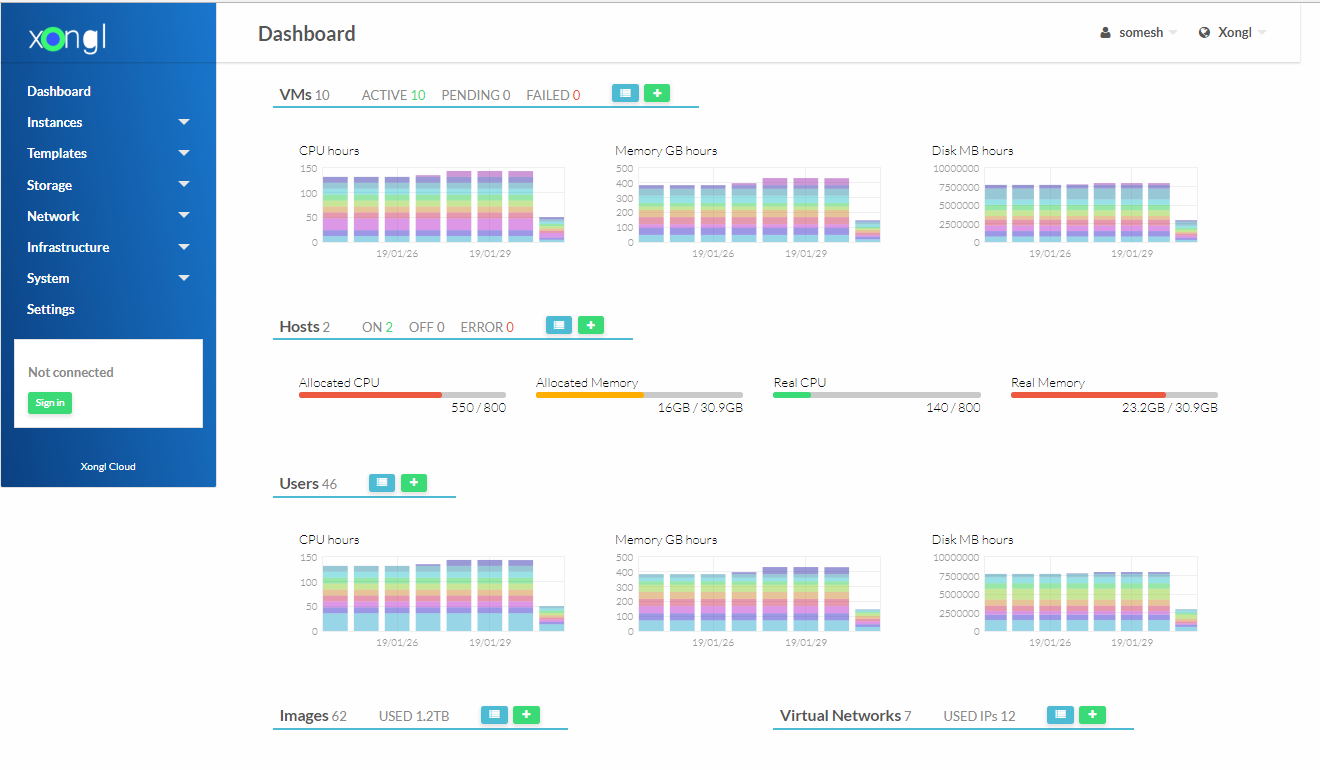 xongl
Dashboard
somesh
Xongl
Dashboard
Instances
Templates
Storage
Network
Infrastructure
System
Settings
Not connected
Sign in
Xongl Cloud
VMs 10 ACTIVE 10 PENDING 0 FAILED 0
CPU hours
150
100
50
0
19/01/26 19/01/29
Memory GB hours
500
400
300
200
100
0
19/01/26 19/01/29
Disk MB hours
10000000
7500000
5000000
2500000
0
19/01/26 19/01/29
Hosts 2 ON 2 OFF 0 ERROR 0
Allocated CPU
550 / 800
Allocated Memory
16GB / 30.9GB
Real CPU
140 / 800
Real Memory
23.2GB / 30.9GB
Users 46
CPU hours
150
100
50
0
19/01/26 19/01/29
Memory GB hours
500
400
300
200
100
0
19/01/26 19/01/29
Disk MB hours
10000000
7500000
5000000
2500000
0
19/01/26 19/01/29
Images 62 USED 1.2TB
Virtual Networks 7 USED IPs 12